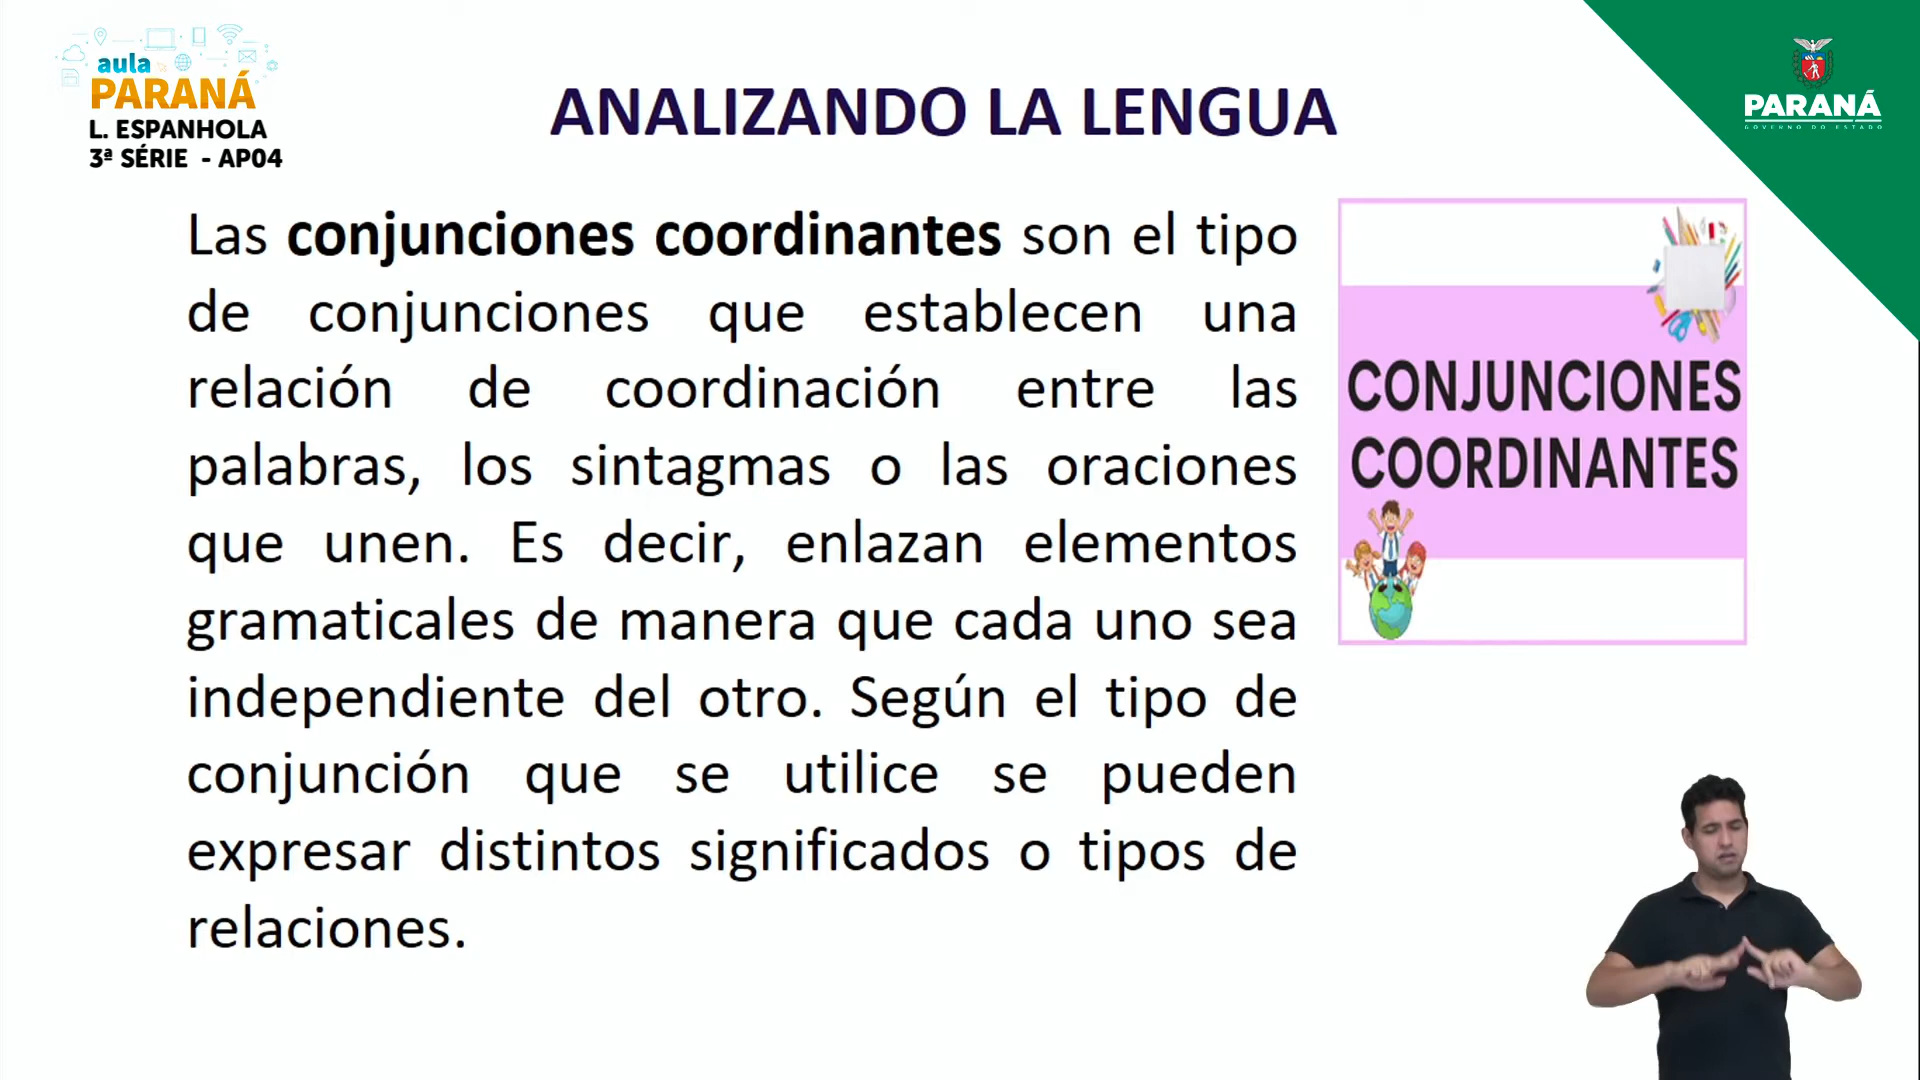 aula
PARANÁ
L. ESPANHOLA
3ª SÉRIE - AP04
ANALIZANDO LA LENGUA
PARANÁ
GOVERNO DO ESTADO
Las conjunciones coordinantes son el tipo
de conjunciones que establecen una
relación de coordinación entre las
palabras, los sintagmas o las oraciones
que unen. Es decir, enlazan elementos
gramaticales de manera que cada uno sea
independiente del otro. Según el tipo de
conjunción que se utilice se pueden
expresar distintos significados o tipos de
relaciones.
CONJUNCIONES
COORDINANTES